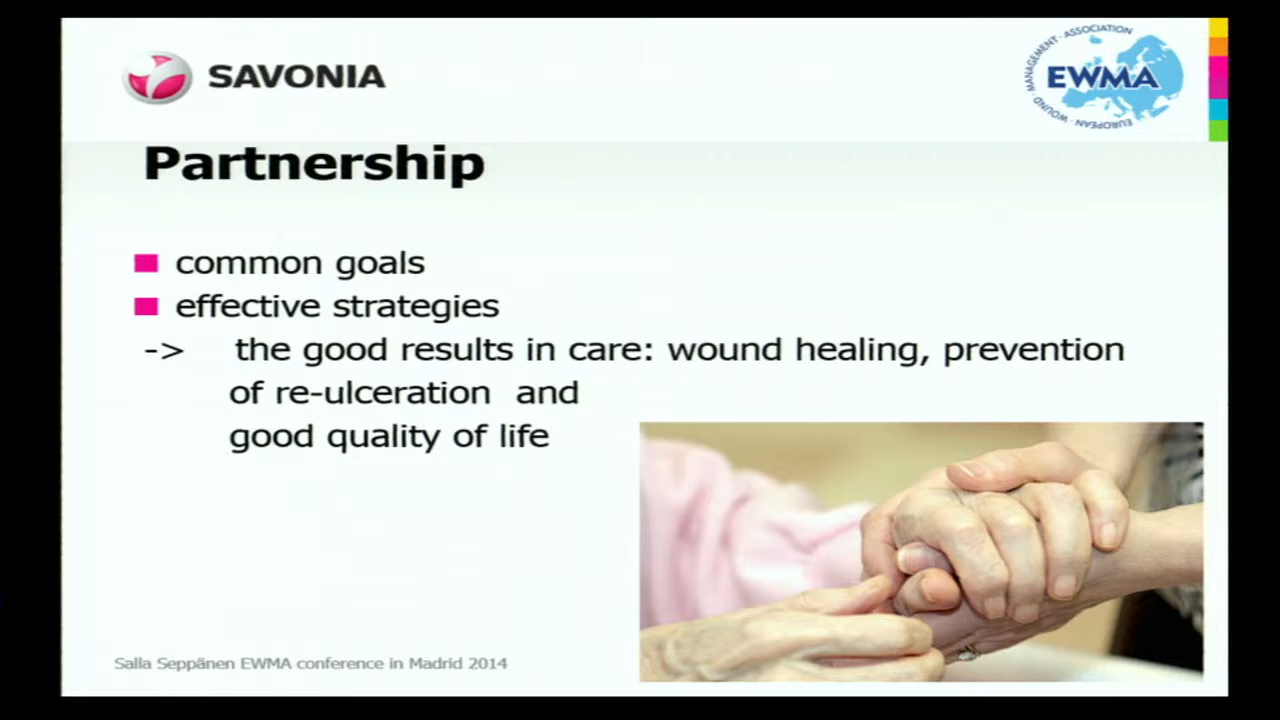 SAVONIA
EUROPEAN · WOUND · MANAGEMENT · ASSOCIATION
EWMA
Partnership
common goals
effective strategies
-> the good results in care: wound healing, prevention
of re-ulceration and
good quality of life
Salla Seppänen EWMA conference in Madrid 2014